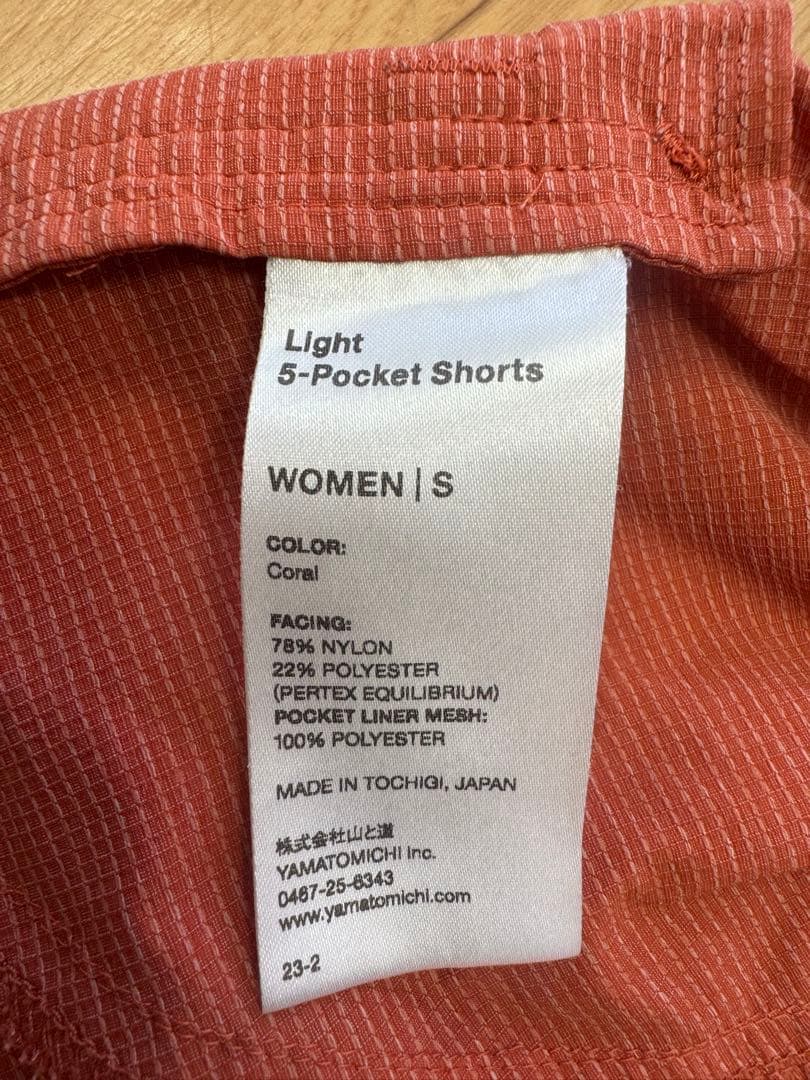 Light
5-Pocket Shorts
WOMEN | S
COLOR:
Coral
FACING:
78% NYLON
22% POLYESTER
(PERTEX EQUILIBRIUM)
POCKET LINER MESH:
100% POLYESTER
MADE IN TOCHIGI, JAPAN
株式会社山と道
YAMATOMICHI Inc.
0467-25-6343
www.yamatomichi.com
23-2